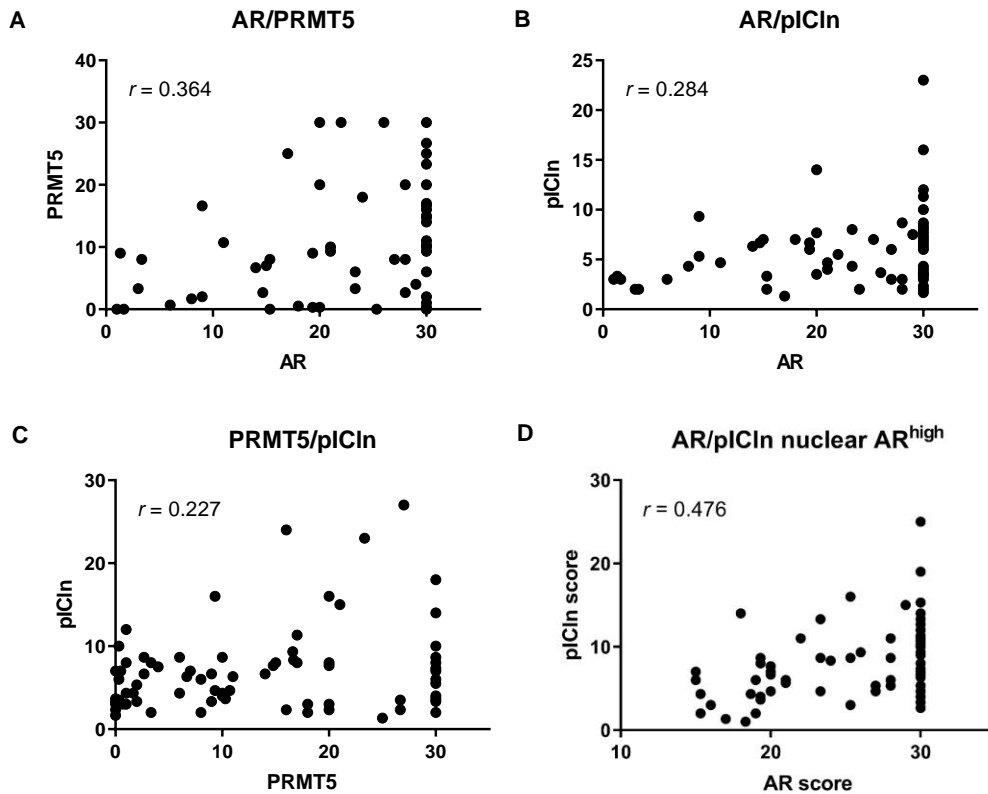 A
AR/PRMT5
r = 0.364
PRMT5
40
30
20
10
0
0 10 20 30
AR
B
AR/pICln
r = 0.284
pICln
25
20
15
10
5
0
0 10 20 30
AR
C
PRMT5/pICln
r = 0.227
pICln
30
20
10
0
0 10 20 30
PRMT5
D
AR/pICln nuclear ARhigh
r = 0.476
pICln score
30
20
10
0
10 20 30
AR score